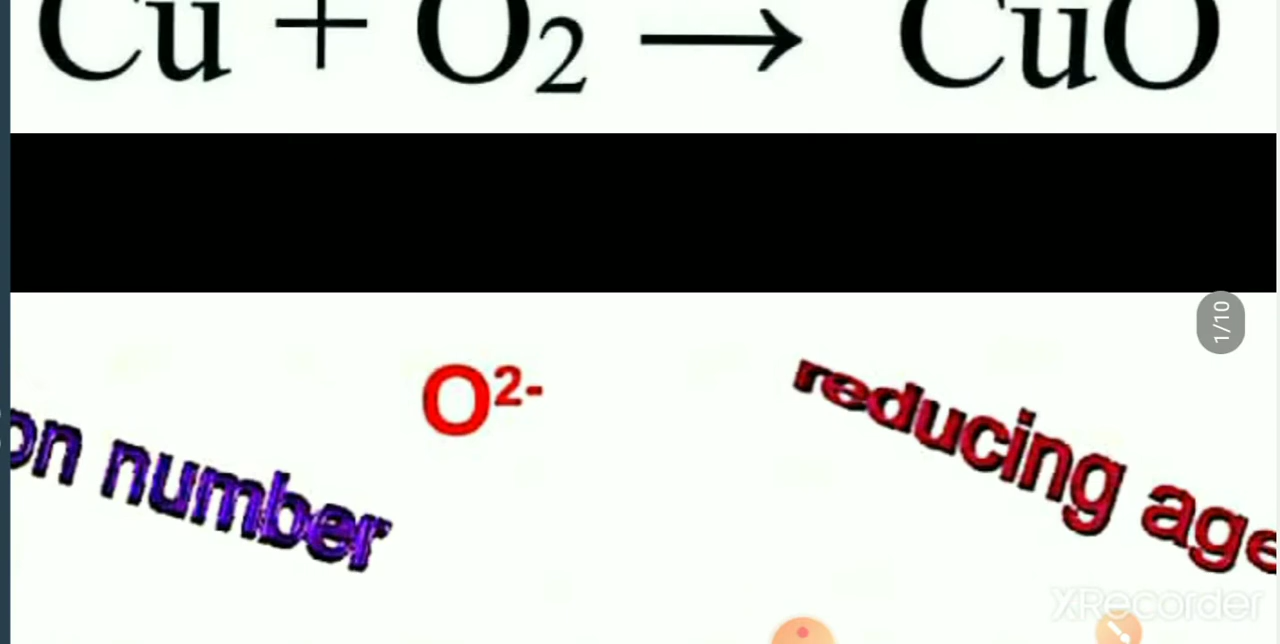 Cu + O2 → CuO
1/10
O2-
reducing age
on number
XRecorder